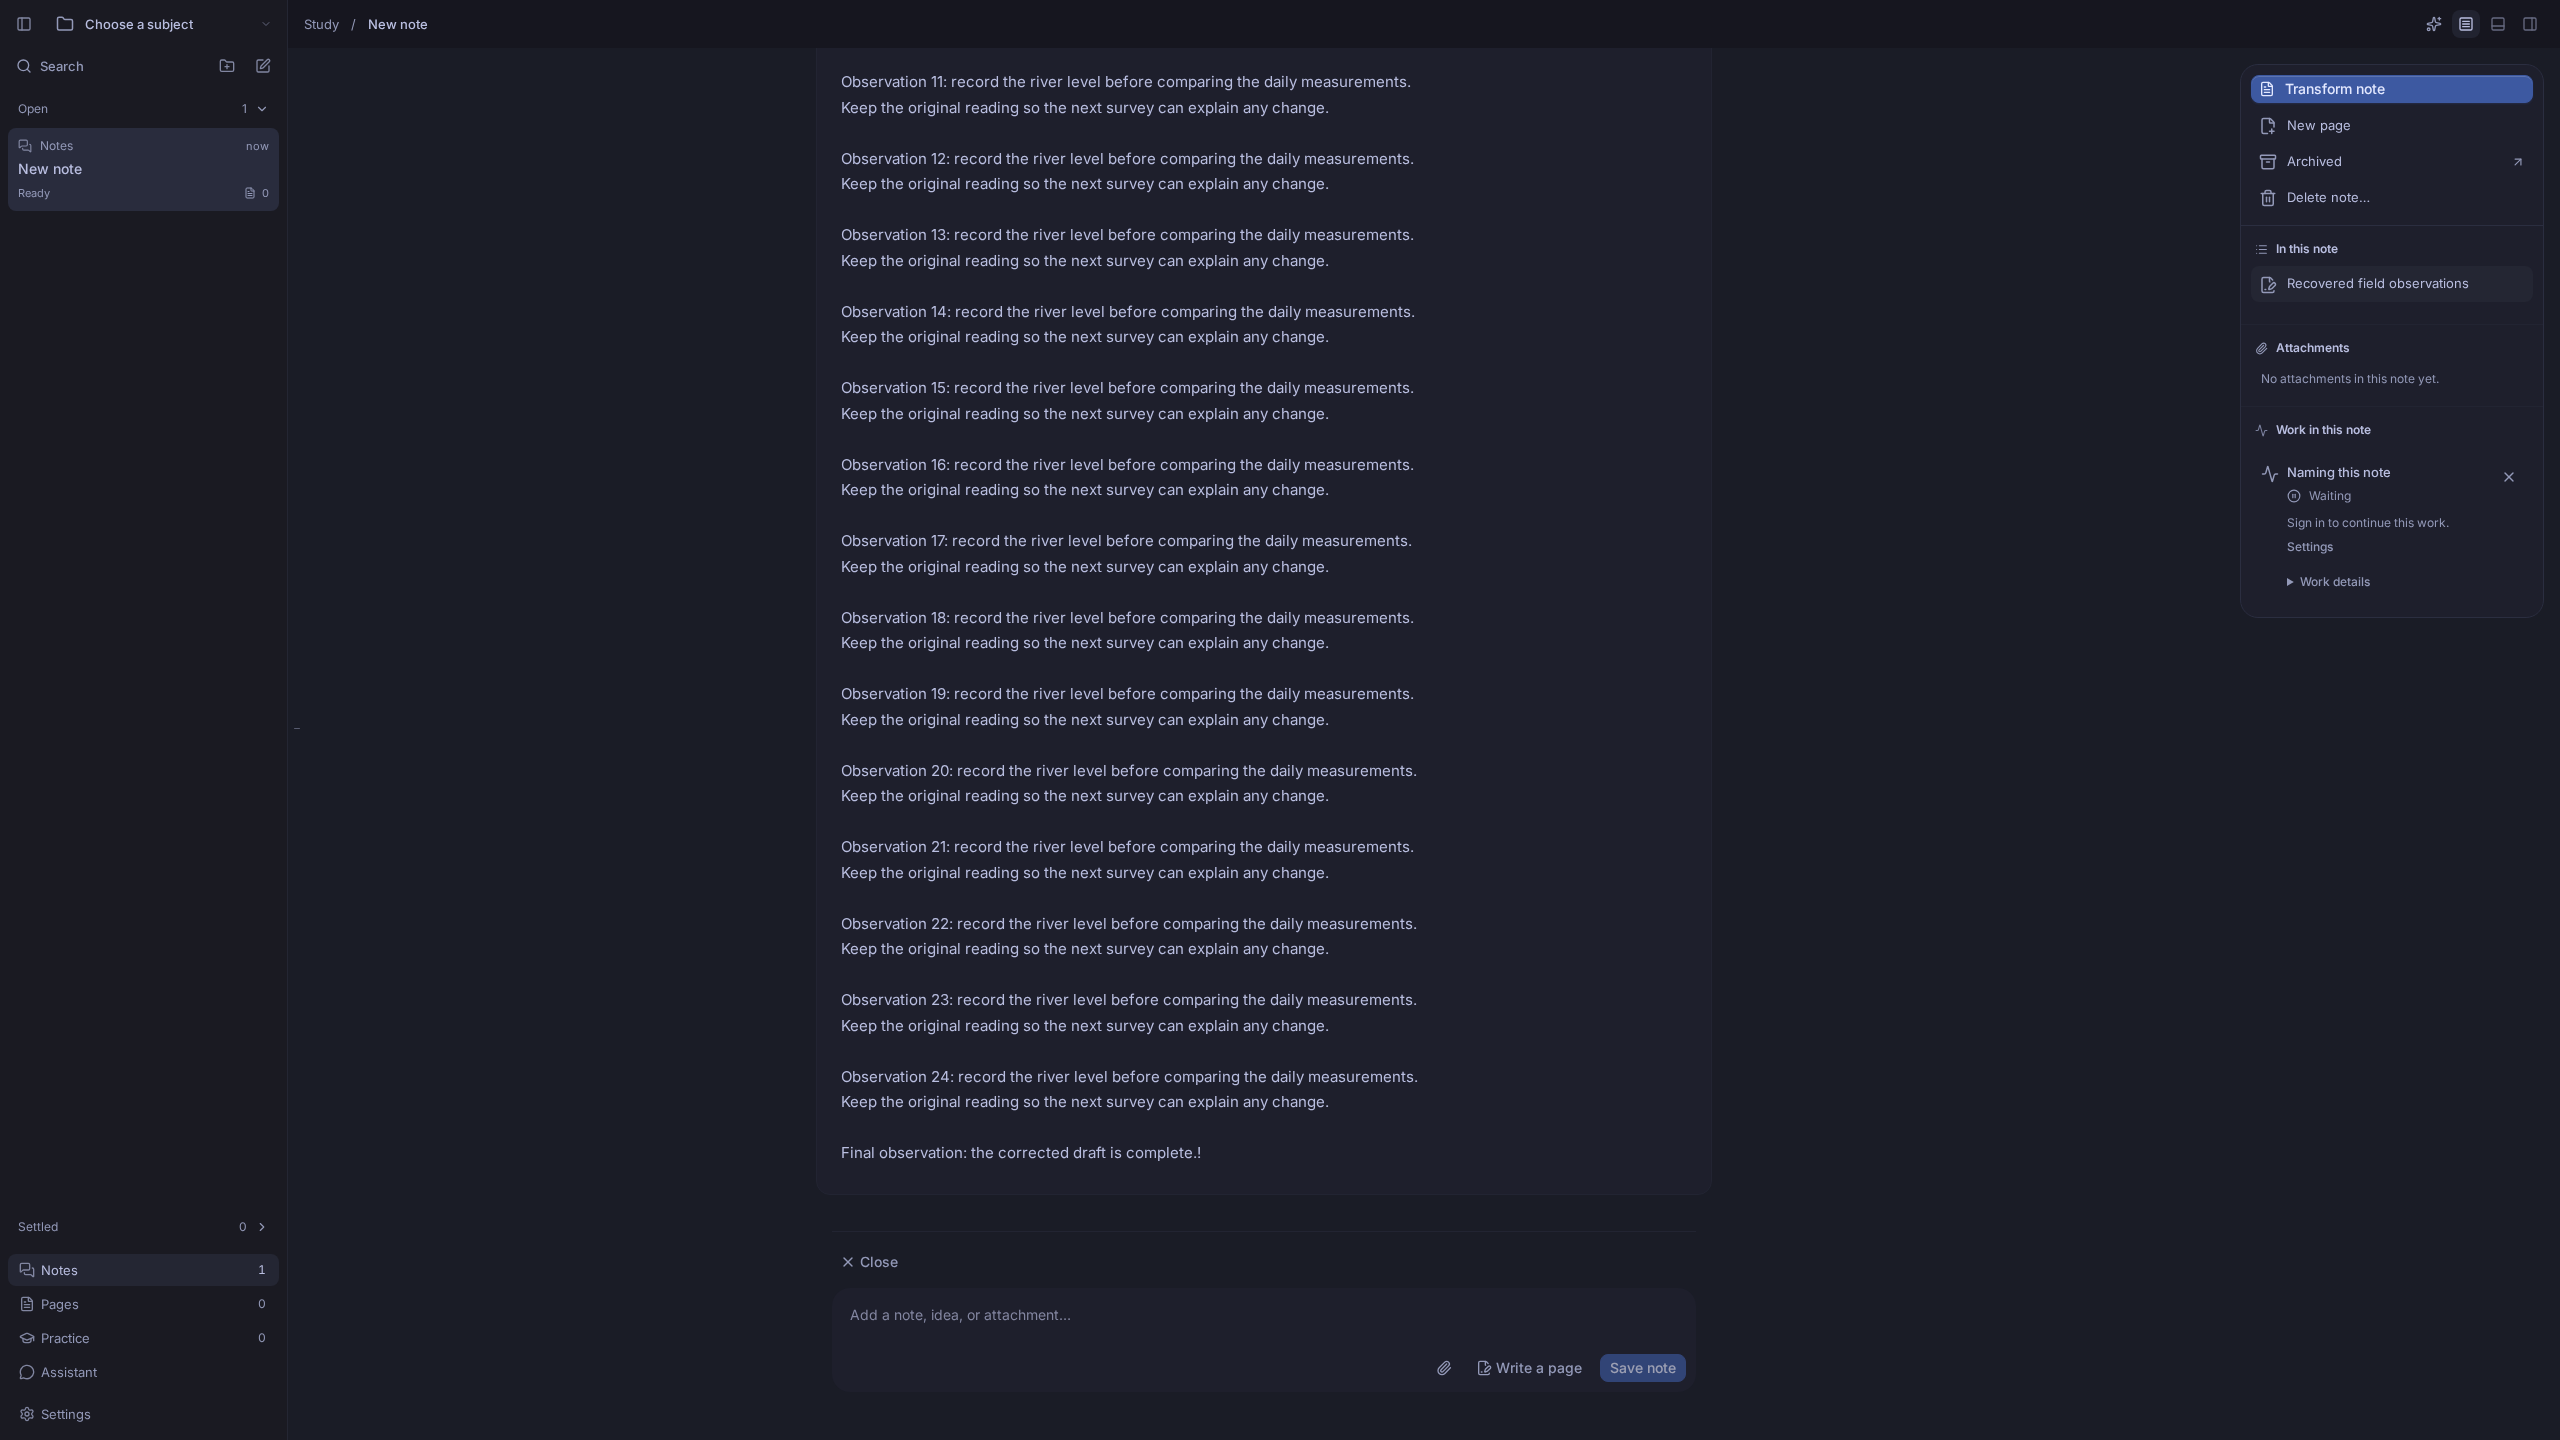 Choose a subject
Search
Open 1
Notes now
New note
Ready 0
Settled 0
Notes 1
Pages 0
Practice 0
Assistant
Settings
Study / New note
Observation 11: record the river level before comparing the daily measurements.
Keep the original reading so the next survey can explain any change.
Observation 12: record the river level before comparing the daily measurements.
Keep the original reading so the next survey can explain any change.
Observation 13: record the river level before comparing the daily measurements.
Keep the original reading so the next survey can explain any change.
Observation 14: record the river level before comparing the daily measurements.
Keep the original reading so the next survey can explain any change.
Observation 15: record the river level before comparing the daily measurements.
Keep the original reading so the next survey can explain any change.
Observation 16: record the river level before comparing the daily measurements.
Keep the original reading so the next survey can explain any change.
Observation 17: record the river level before comparing the daily measurements.
Keep the original reading so the next survey can explain any change.
Observation 18: record the river level before comparing the daily measurements.
Keep the original reading so the next survey can explain any change.
Observation 19: record the river level before comparing the daily measurements.
Keep the original reading so the next survey can explain any change.
Observation 20: record the river level before comparing the daily measurements.
Keep the original reading so the next survey can explain any change.
Observation 21: record the river level before comparing the daily measurements.
Keep the original reading so the next survey can explain any change.
Observation 22: record the river level before comparing the daily measurements.
Keep the original reading so the next survey can explain any change.
Observation 23: record the river level before comparing the daily measurements.
Keep the original reading so the next survey can explain any change.
Observation 24: record the river level before comparing the daily measurements.
Keep the original reading so the next survey can explain any change.
Final observation: the corrected draft is complete.!
Close
Add a note, idea, or attachment...
Write a page
Save note
Transform note
New page
Archived
Delete note...
In this note
Recovered field observations
Attachments
No attachments in this note yet.
Work in this note
Naming this note
Waiting
Sign in to continue this work.
Settings
Work details